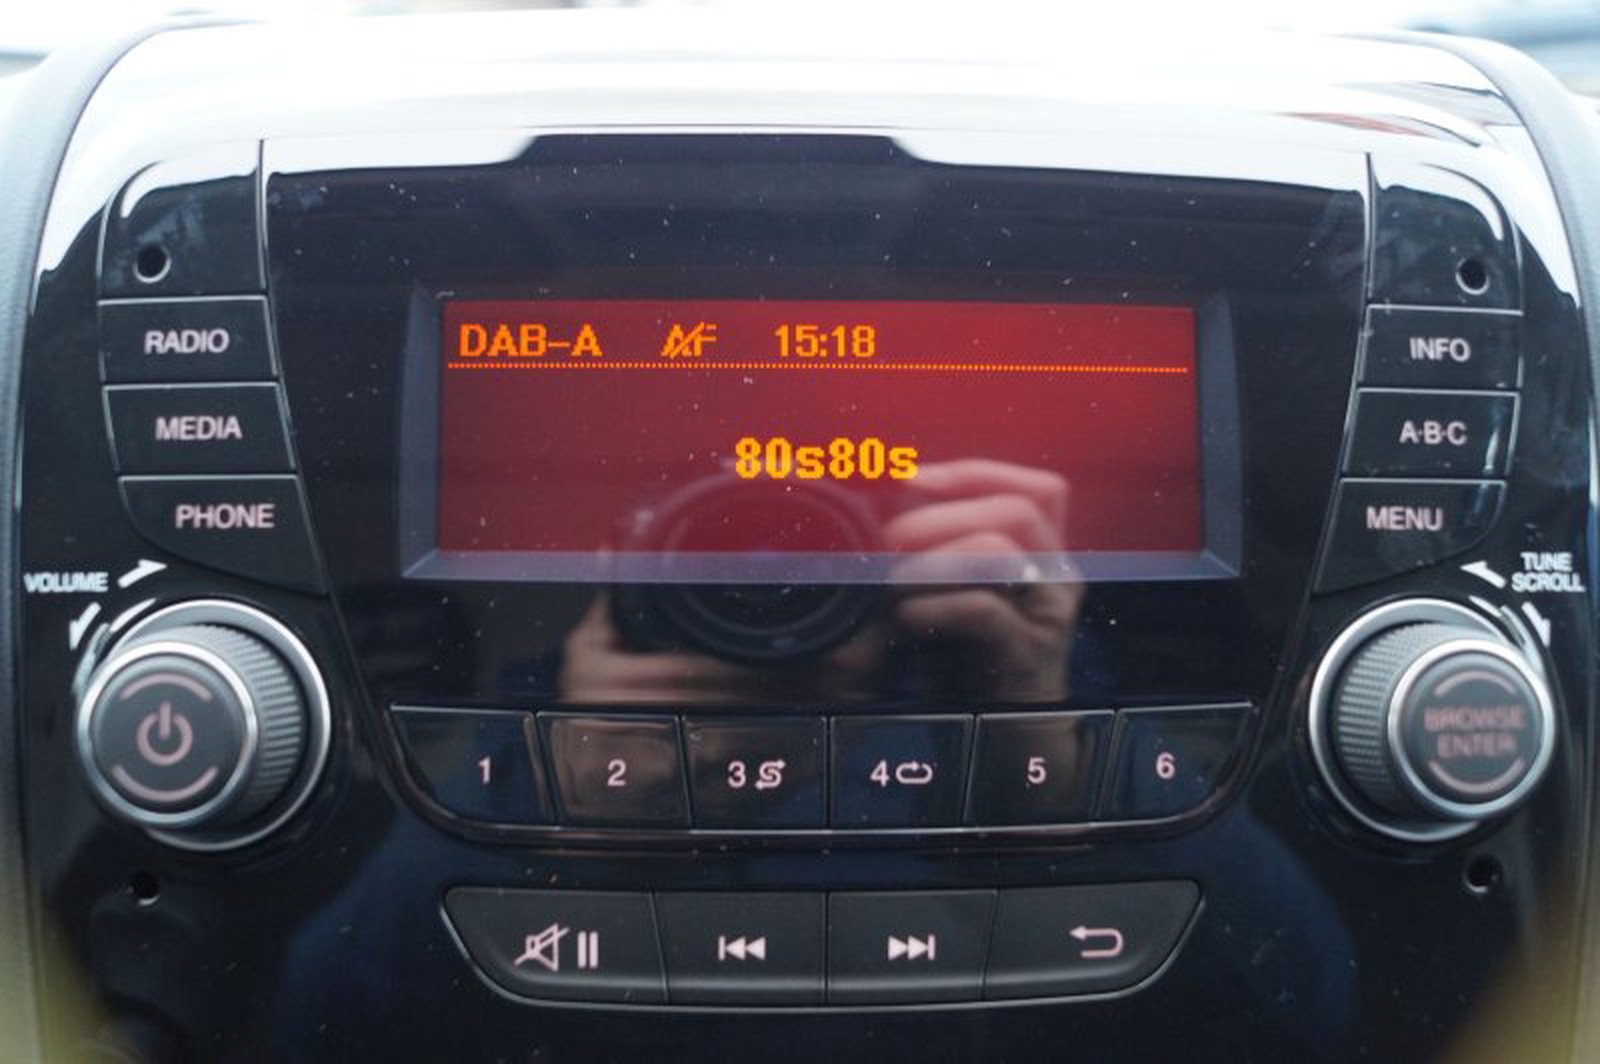 DAB-A AF 15:18
80s80s
RADIO
MEDIA
PHONE
VOLUME
INFO
A·B·C
MENU
TUNE
SCROLL
BROWSE
ENTER
1 2 3 4 5 6